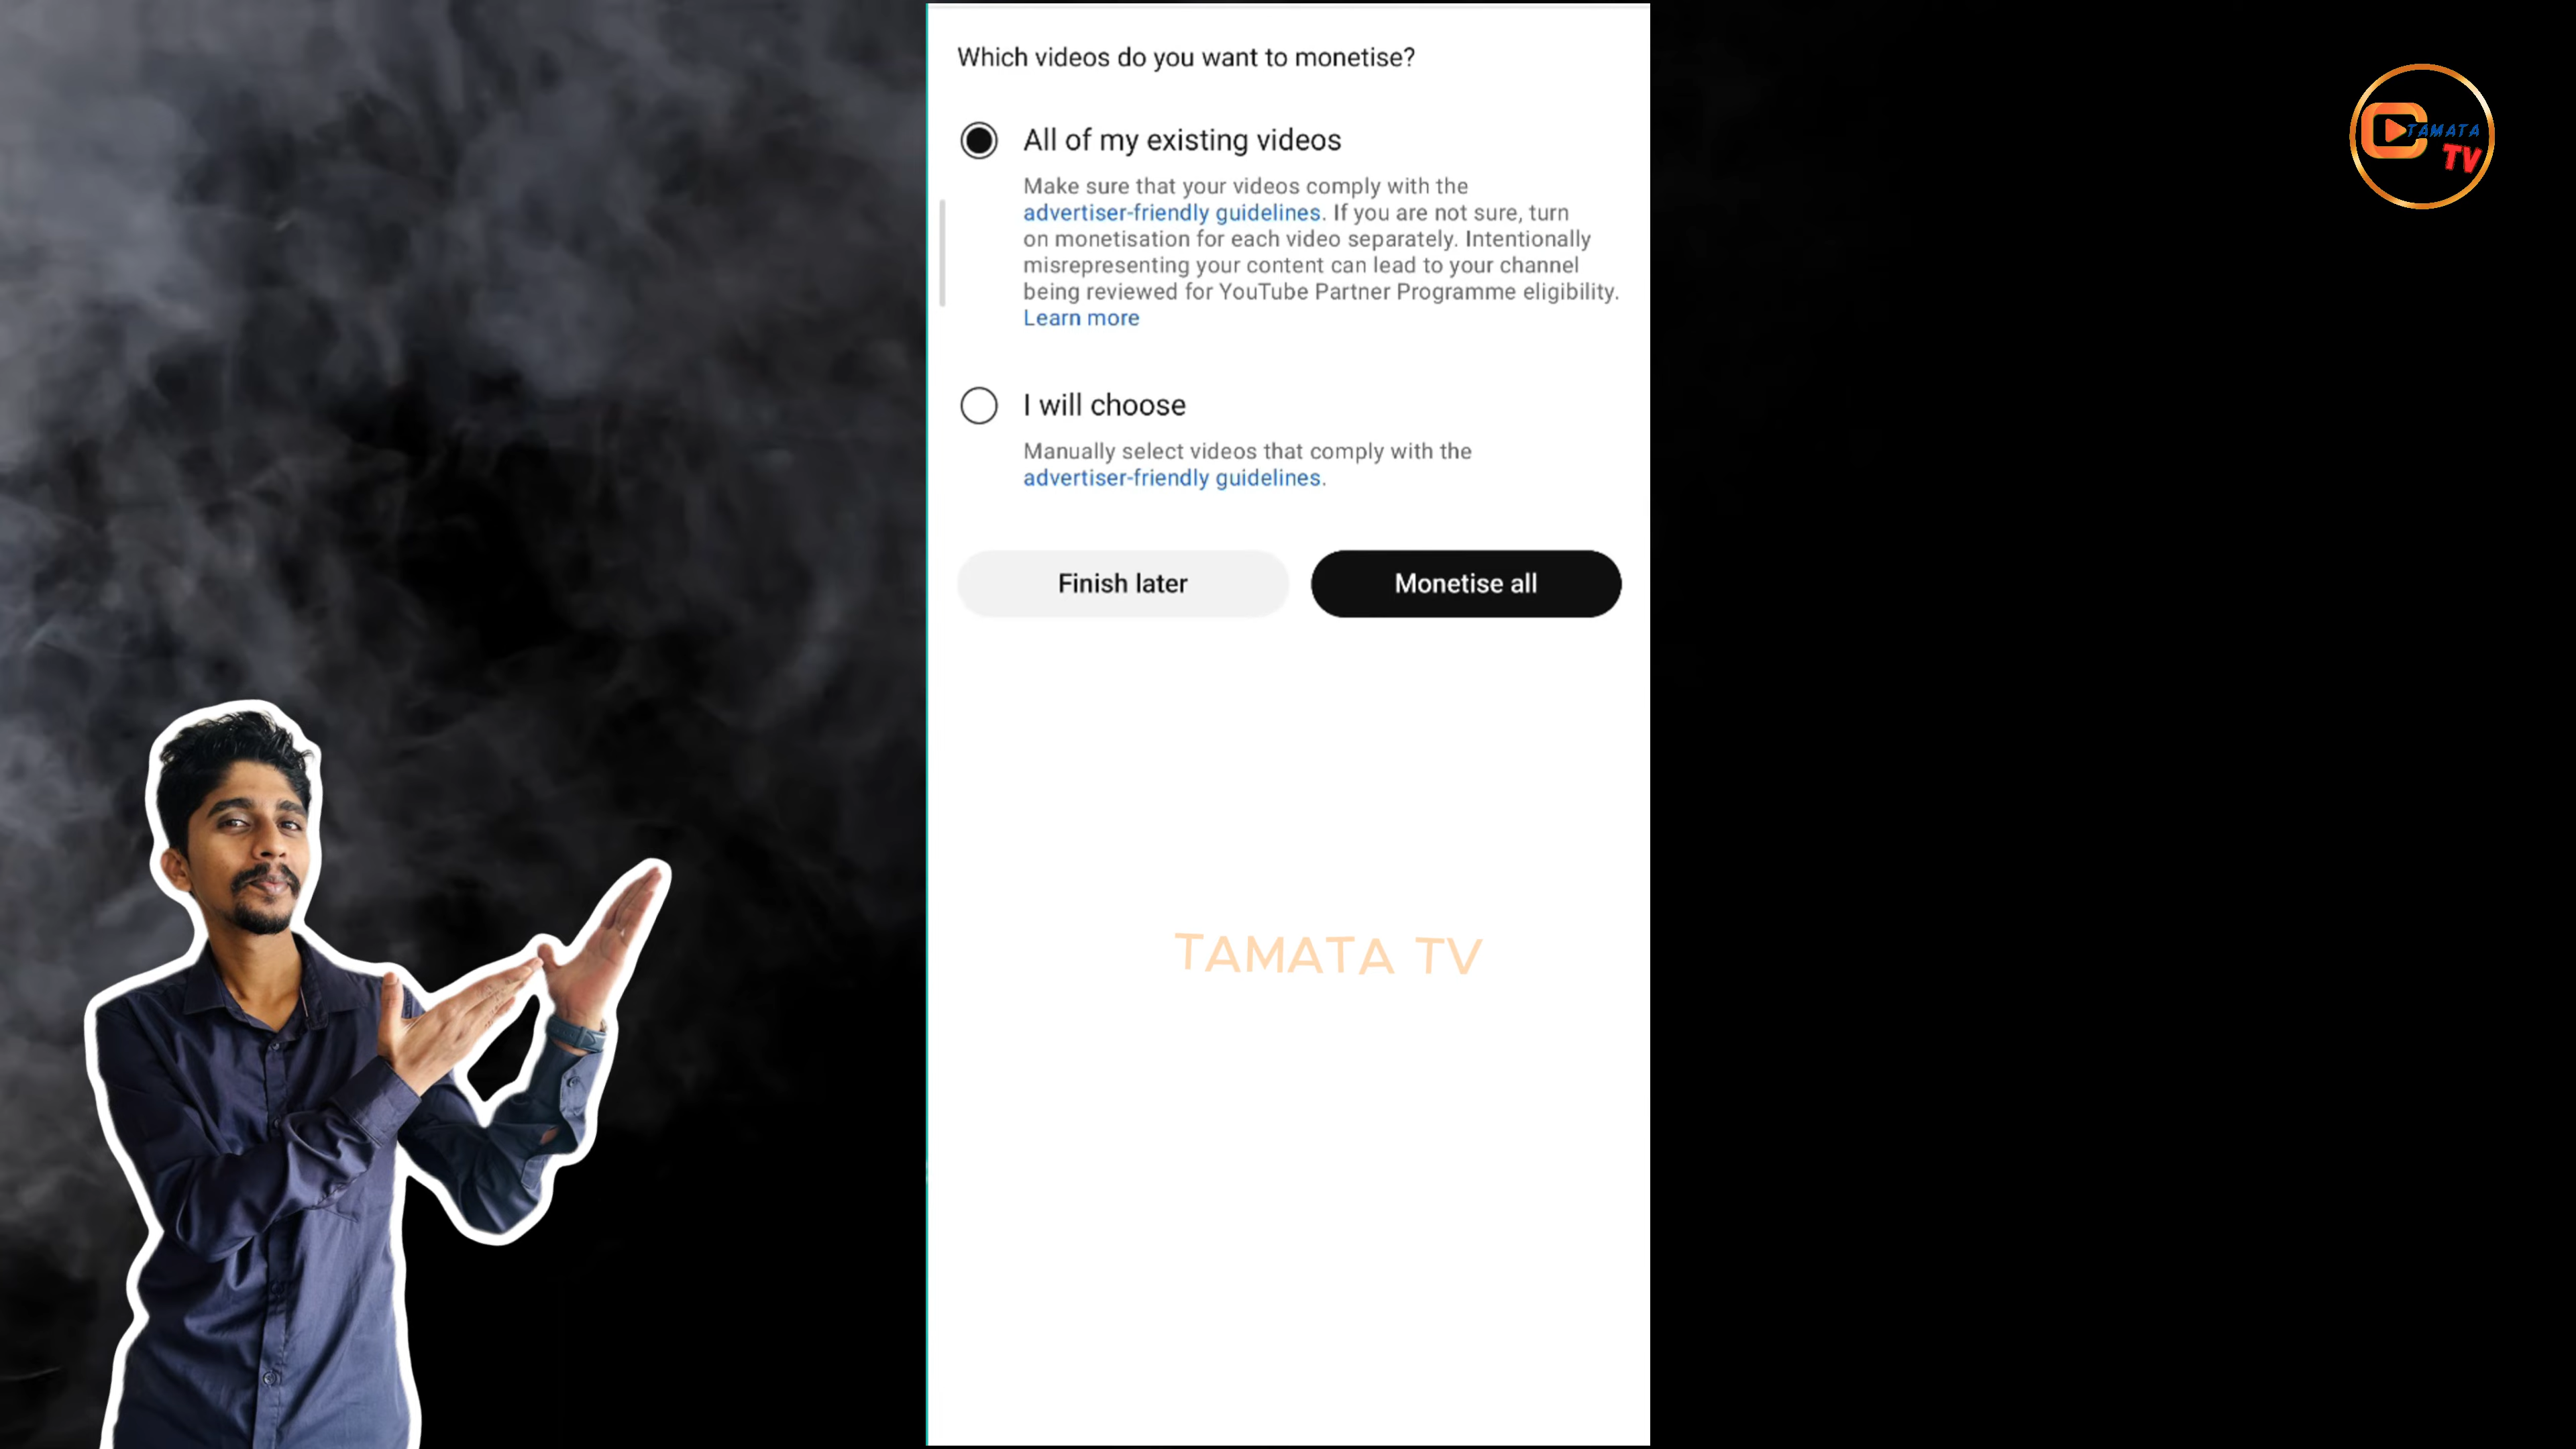 Which videos do you want to monetise?
All of my existing videos
Make sure that your videos comply with the
advertiser-friendly guidelines. If you are not sure, turn
on monetisation for each video separately. Intentionally
misrepresenting your content can lead to your channel
being reviewed for YouTube Partner Programme eligibility.
Learn more
I will choose
Manually select videos that comply with the
advertiser-friendly guidelines.
Finish later
Monetise all
TAMATA TV
TAMATA
TV